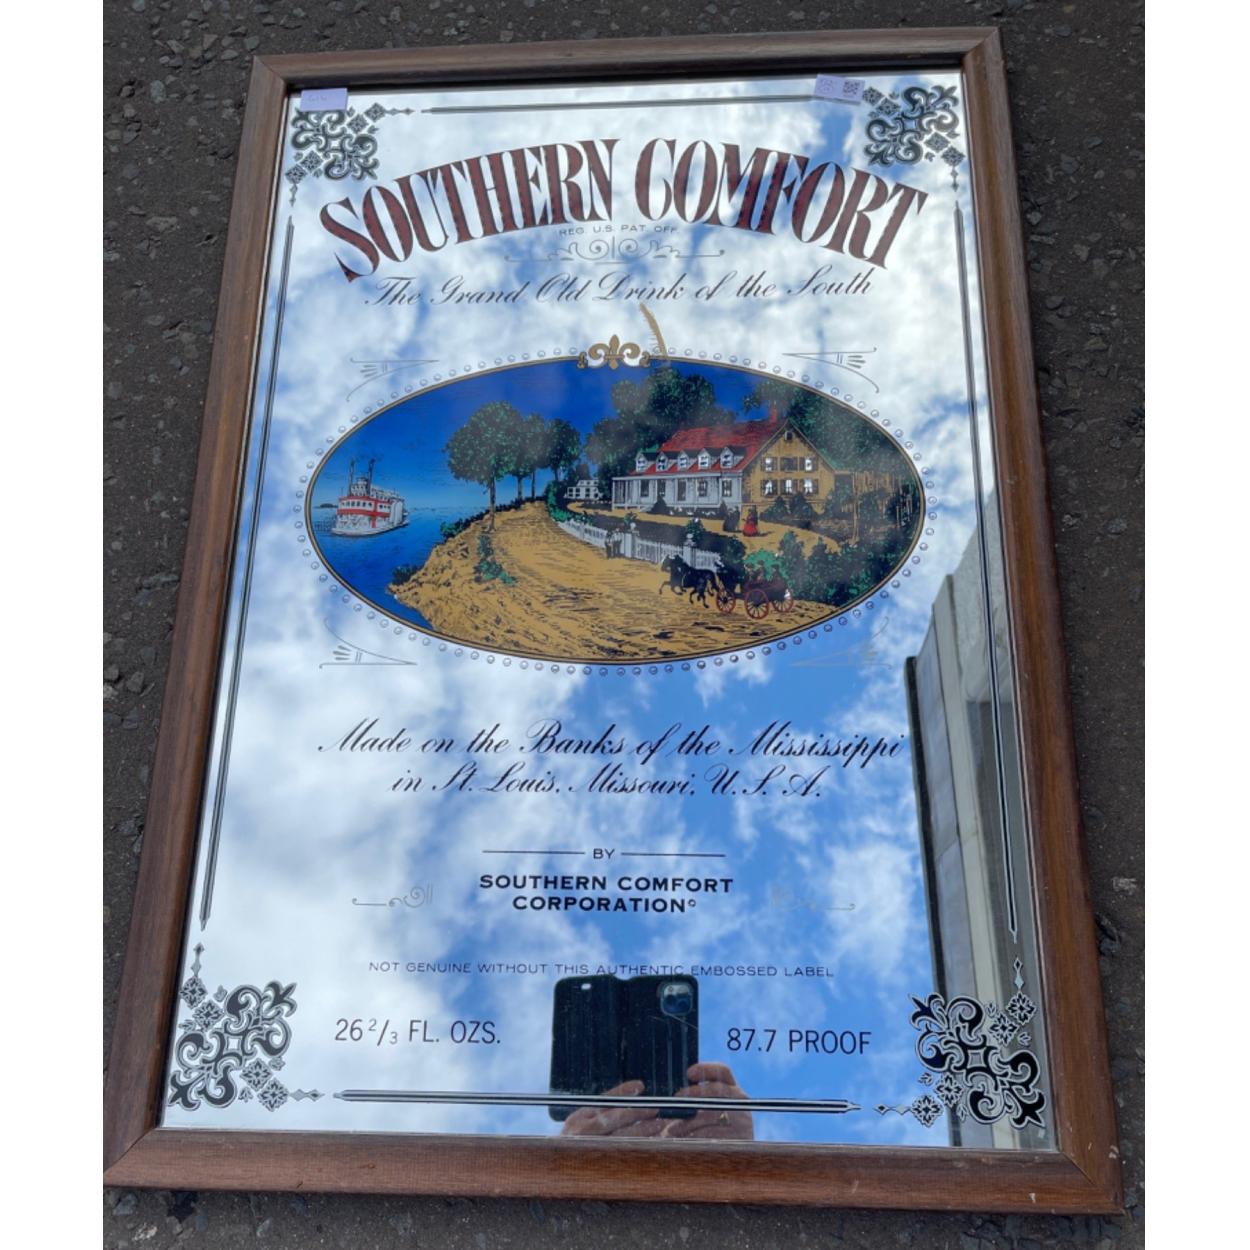 SOUTHERN COMFORT
REG. U.S. PAT. OFF.
The Grand Old Drink of the South
Made on the Banks of the Mississippi
in St. Louis, Missouri, U.S.A.
BY
SOUTHERN COMFORT
CORPORATION©
NOT GENUINE WITHOUT THIS AUTHENTIC EMBOSSED LABEL
26 2/3 FL. OZS.
87.7 PROOF